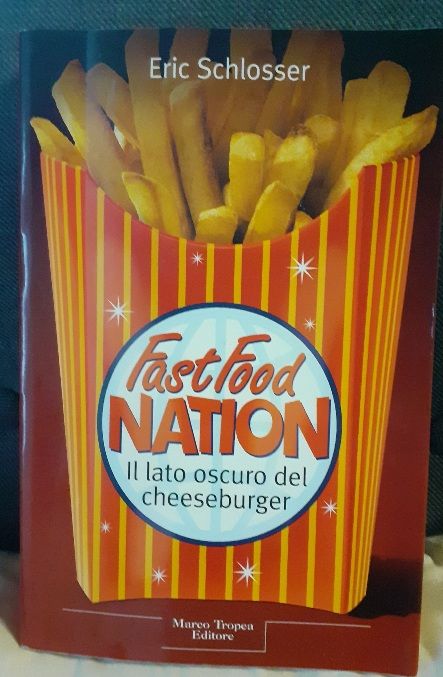 Eric Schlosser
Fast Food
NATION
Il lato oscuro del
cheeseburger
Marco Tropea
Editore